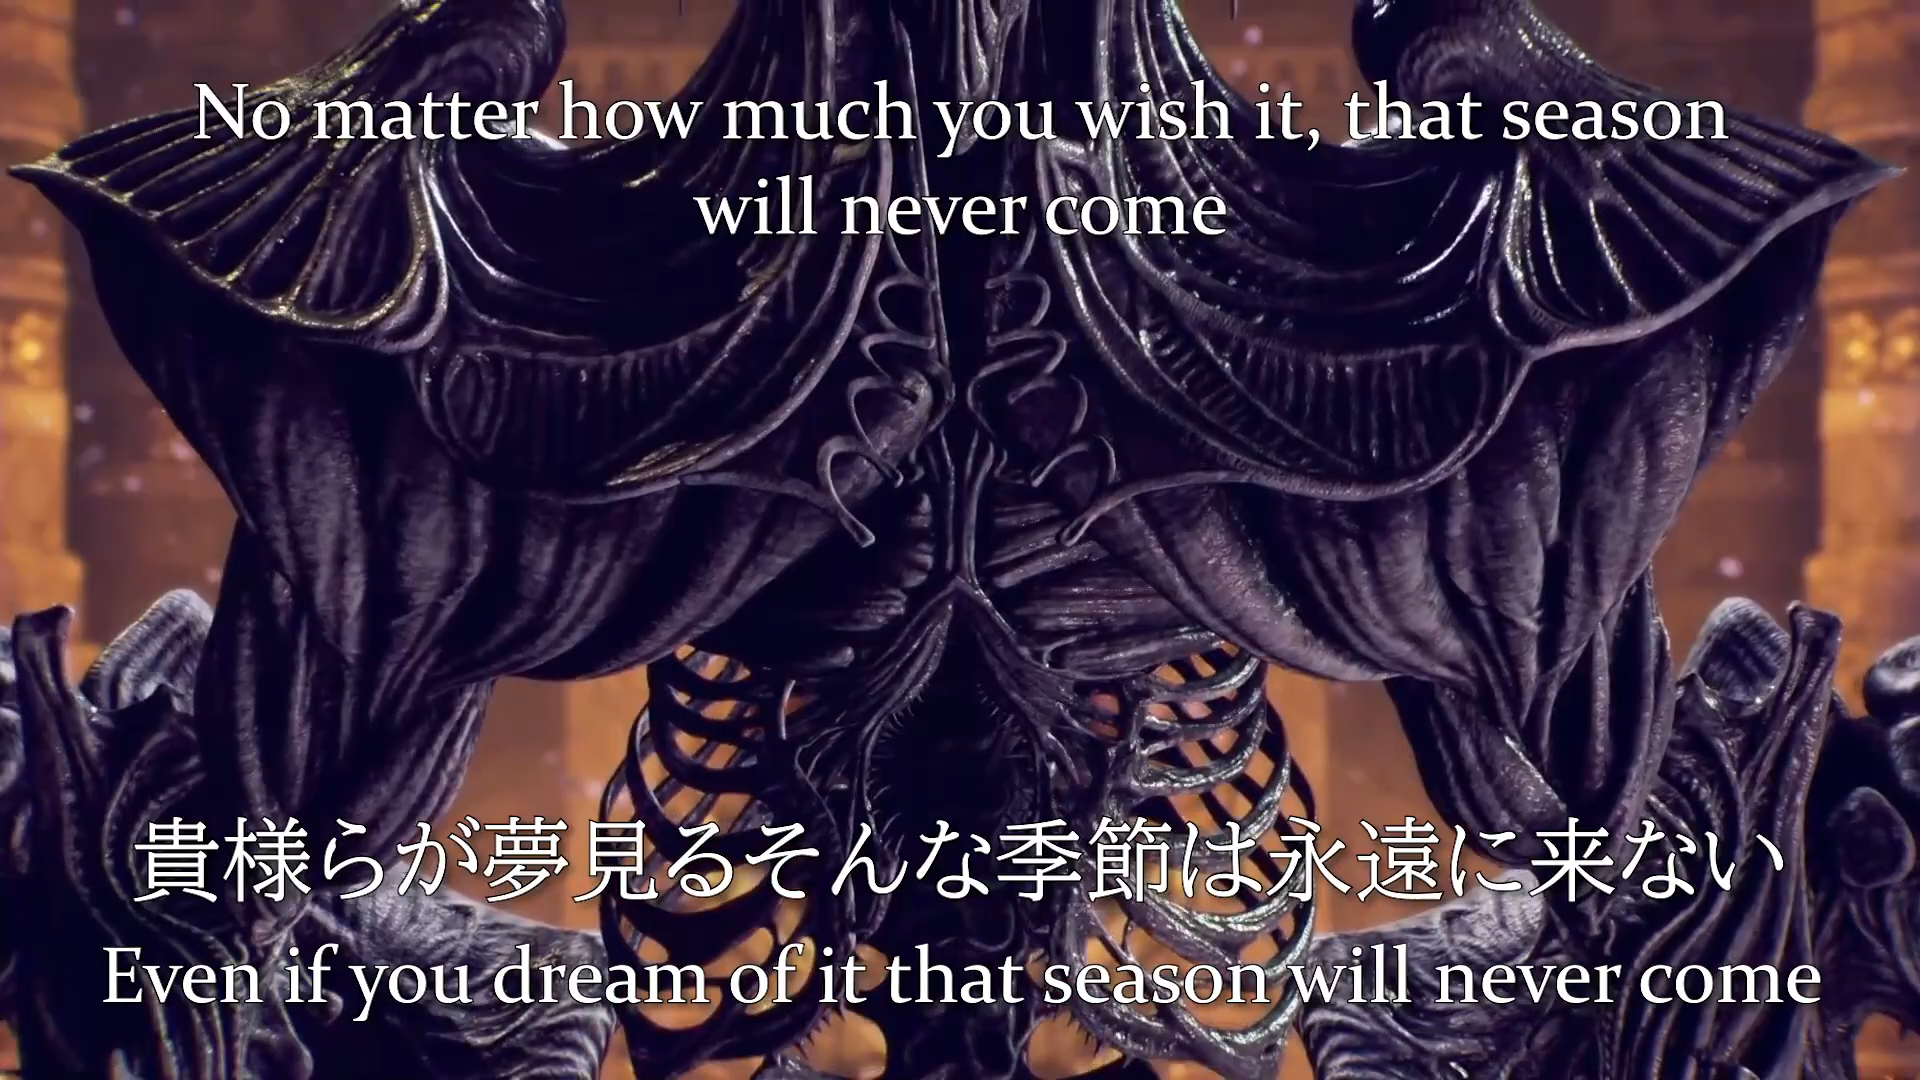 No matter how much you wish it, that season
will never come
貴様らが夢見るそんな季節は永遠に来ない
Even if you dream of it that season will never come